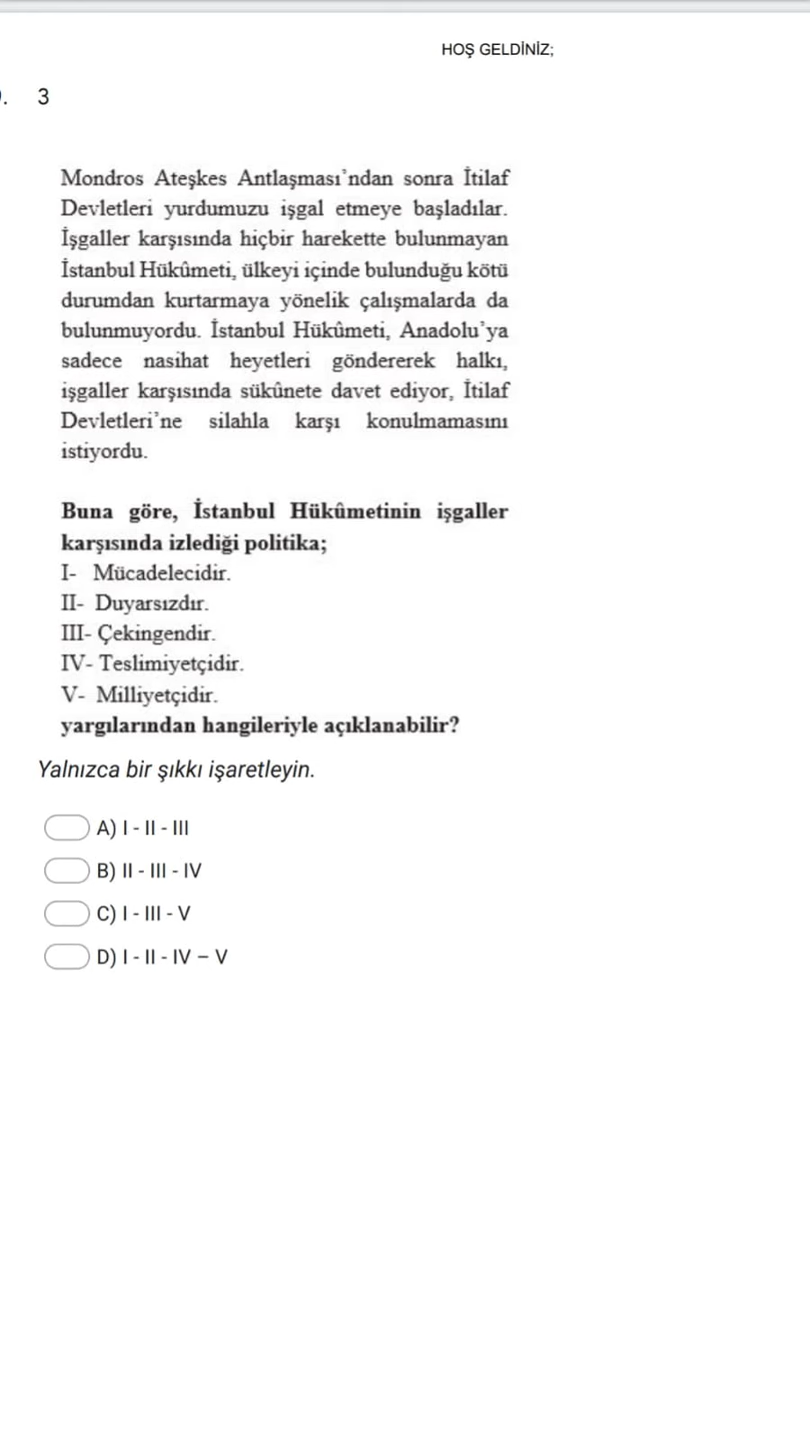 HOŞ GELDİNİZ;
. 3
Mondros Ateşkes Antlaşması'ndan sonra İtilaf
Devletleri yurdumuzu işgal etmeye başladılar.
İşgaller karşısında hiçbir harekette bulunmayan
İstanbul Hükûmeti, ülkeyi içinde bulunduğu kötü
durumdan kurtarmaya yönelik çalışmalarda da
bulunmuyordu. İstanbul Hükûmeti, Anadolu'ya
sadece nasihat heyetleri göndererek halkı,
işgaller karşısında sükûnete davet ediyor, İtilaf
Devletleri'ne silahla karşı konulmamasını
istiyordu.
Buna göre, İstanbul Hükûmetinin işgaller
karşısında izlediği politika;
I- Mücadelecidir.
II- Duyarsızdır.
III- Çekingendir.
IV- Teslimiyetçidir.
V- Milliyetçidir.
yargılarından hangileriyle açıklanabilir?
Yalnızca bir şıkkı işaretleyin.
A) I - II - III
B) II - III - IV
C) I - III - V
D) I - II - IV – V